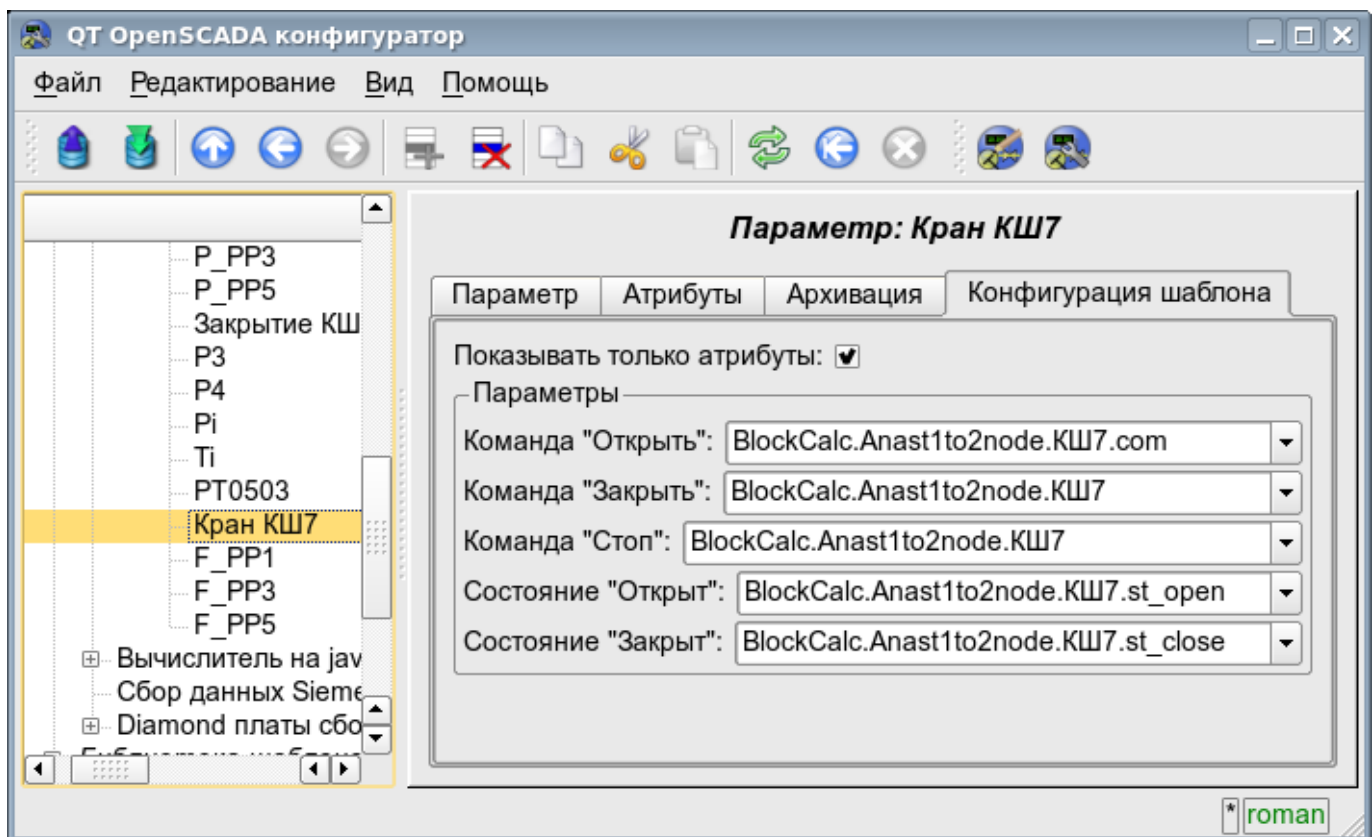 QT OpenSCADA конфигуратор
Файл Редактирование Вид Помощь
P_PP3
P_PP5
Закрытие КШ
P3
P4
Pi
Ti
PT0503
Кран КШ7
F_PP1
F_PP3
F_PP5
Вычислитель на jav
Сбор данных Sieme
Diamond платы сбо
Параметр: Кран КШ7
Параметр Атрибуты Архивация Конфигурация шаблона
Показывать только атрибуты:
Параметры
Команда "Открыть": BlockCalc.Anast1to2node.КШ7.com
Команда "Закрыть": BlockCalc.Anast1to2node.КШ7
Команда "Стоп": BlockCalc.Anast1to2node.КШ7
Состояние "Открыт": BlockCalc.Anast1to2node.КШ7.st_open
Состояние "Закрыт": BlockCalc.Anast1to2node.КШ7.st_close
* roman